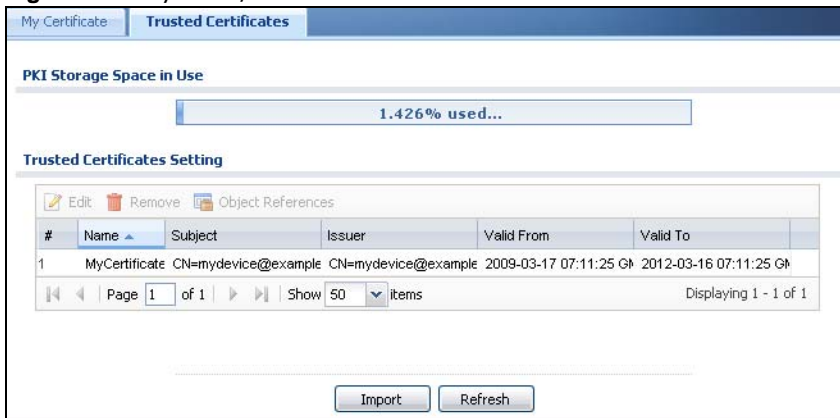 My Certificate Trusted Certificates
PKI Storage Space in Use
1.426% used...
Trusted Certificates Setting
Edit Remove Object References
# Name Subject Issuer Valid From Valid To
1 MyCertificate CN=mydevice@example CN=mydevice@example 2009-03-17 07:11:25 GM 2012-03-16 07:11:25 GM
Page 1 of 1 Show 50 items Displaying 1 - 1 of 1
Import Refresh